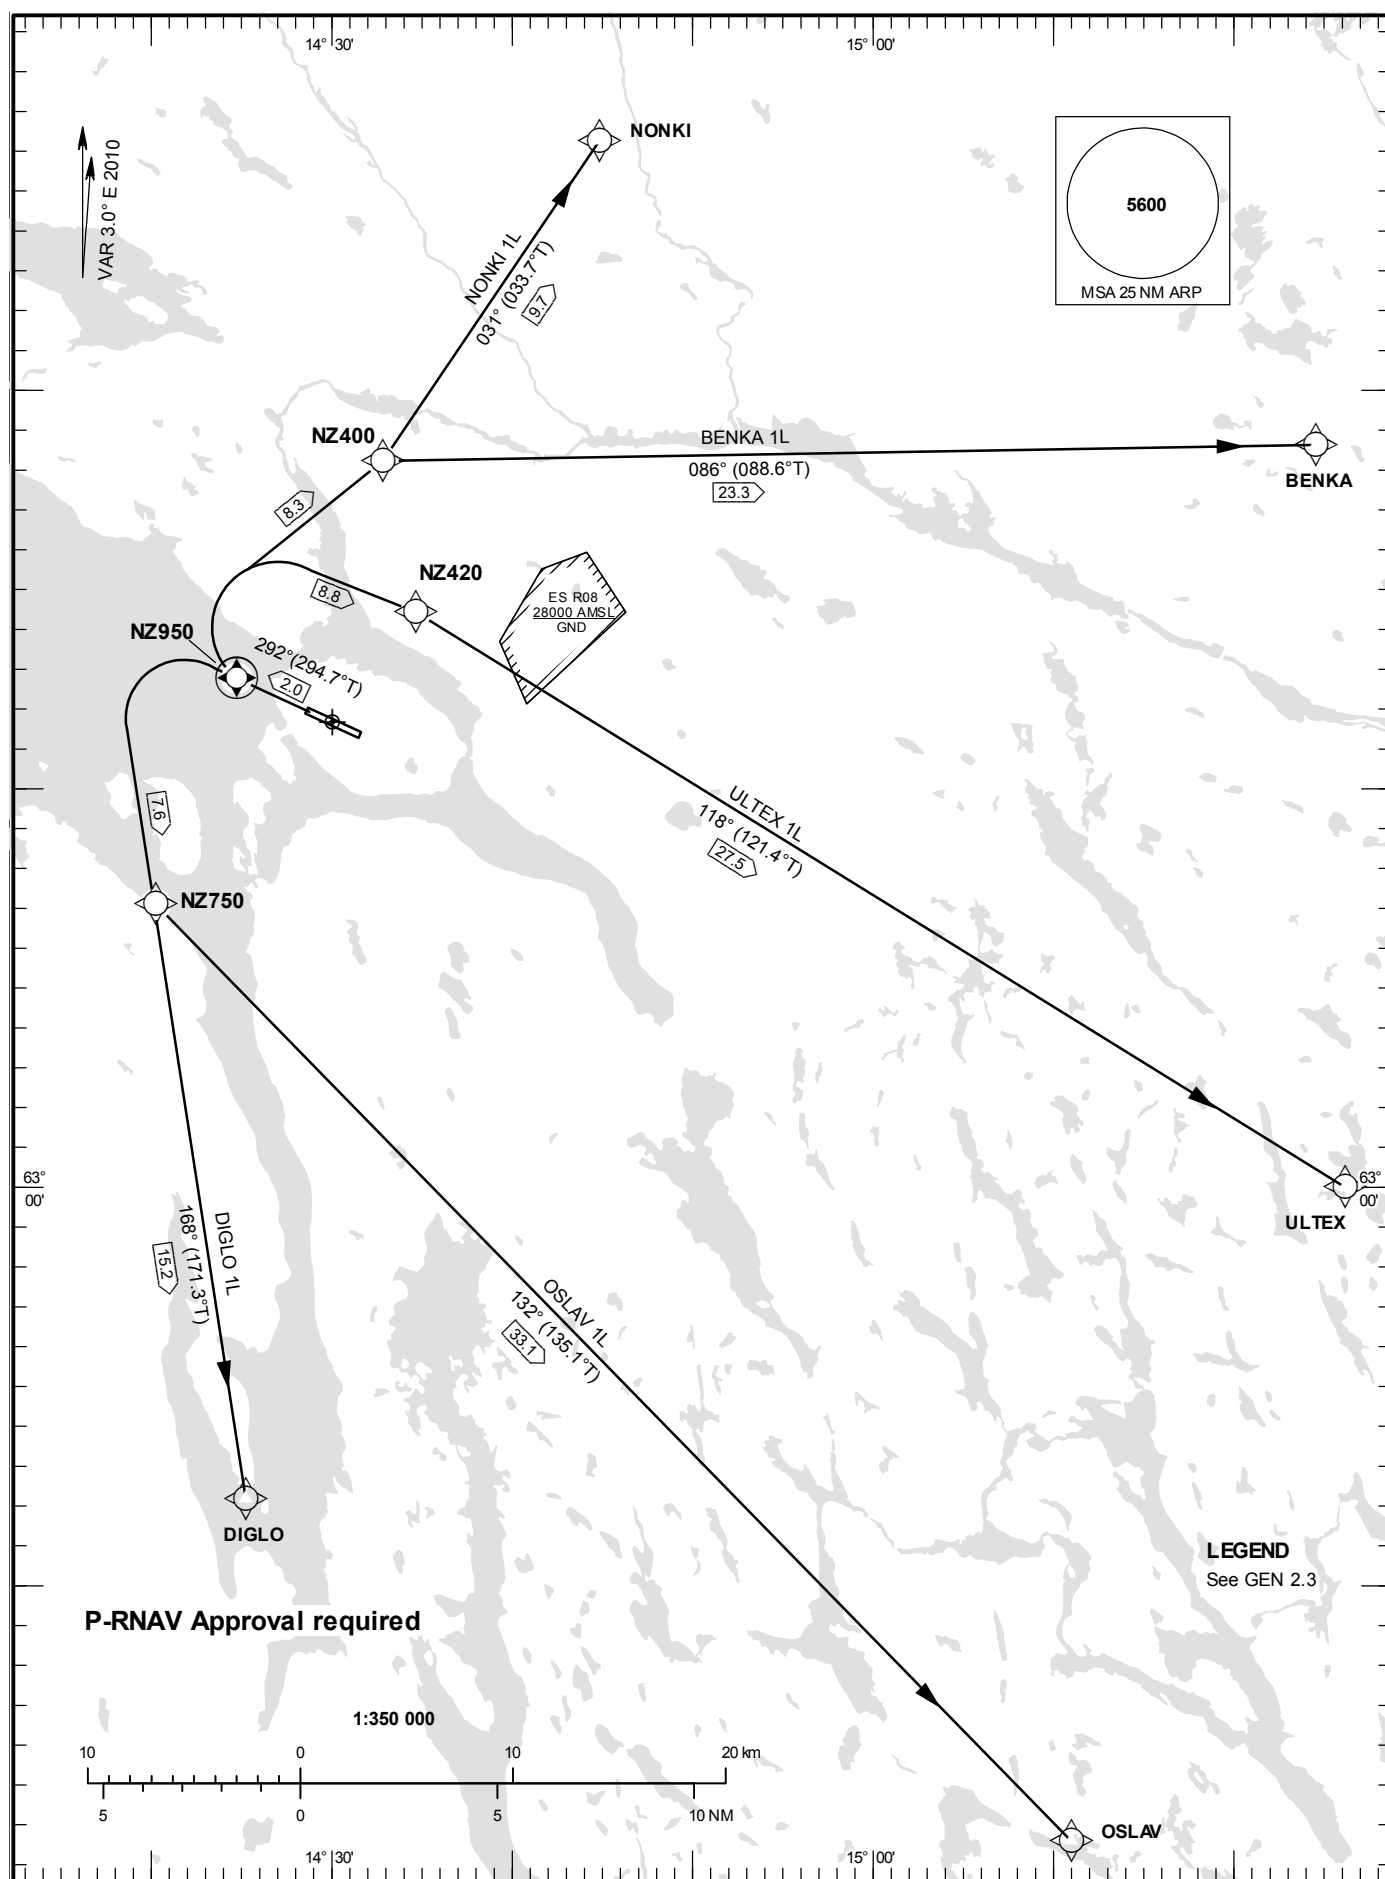 14° 30'
15° 00'
VAR 3.0° E 2010
NONKI
5600
MSA 25 NM ARP
NONKI 1L
031° (033.7°T)
9.7
NZ400
BENKA 1L
086° (088.6°T)
23.3
BENKA
8.3
NZ420
8.8
ES R08
28000 AMSL
GND
NZ950
292°(294.7°T)
2.0
ULTEX 1L
118° (121.4°T)
27.5
7.6
NZ750
63°
00'
63°
00'
ULTEX
DIGLO 1L
168° (171.3°T)
15.2
OSLAV 1L
132° (135.1°T)
33.1
DIGLO
LEGEND
See GEN 2.3
P-RNAV Approval required
1:350 000
10 0 10 20 km
5 0 5 10 NM
OSLAV
14° 30'
15° 00'